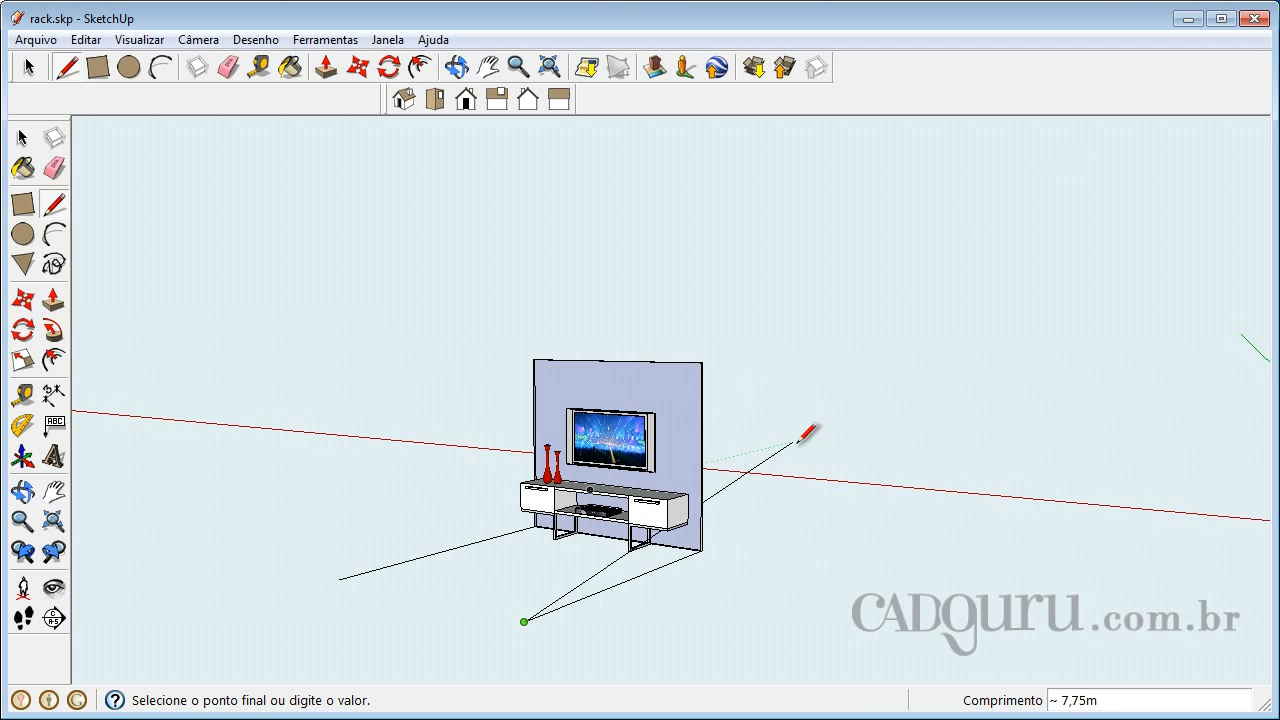 rack.skp - SketchUp
Arquivo Editar Visualizar Câmera Desenho Ferramentas Janela Ajuda
ABC
CADguru.com.br
Selecione o ponto final ou digite o valor.
Comprimento ~ 7,75m